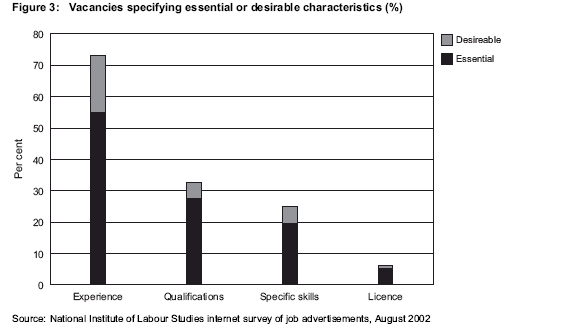 Figure 3: Vacancies specifying essential or desirable characteristics (%)
80
70
60
50
40
30
20
10
0
Per cent
Desireable
Essential
Experience Qualifications Specific skills Licence
Source: National Institute of Labour Studies internet survey of job advertisements, August 2002